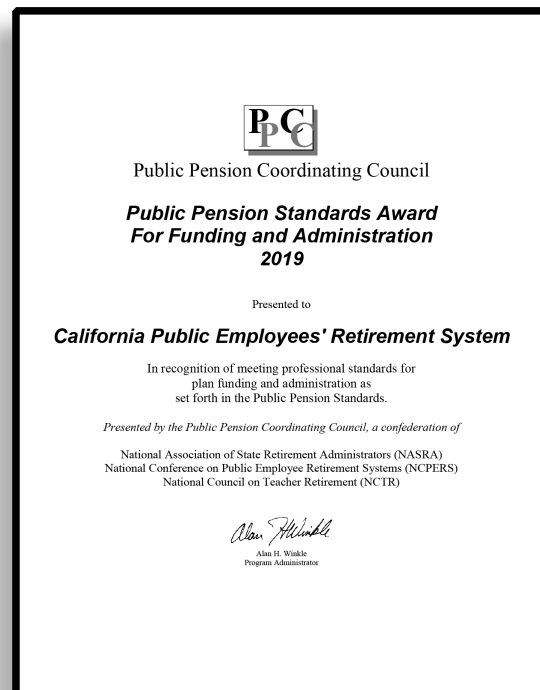 PPCC
Public Pension Coordinating Council
Public Pension Standards Award
For Funding and Administration
2019
Presented to
California Public Employees' Retirement System
In recognition of meeting professional standards for
plan funding and administration as
set forth in the Public Pension Standards.
Presented by the Public Pension Coordinating Council, a confederation of
National Association of State Retirement Administrators (NASRA)
National Conference on Public Employee Retirement Systems (NCPERS)
National Council on Teacher Retirement (NCTR)
Alan H Winkle
Alan H. Winkle
Program Administrator